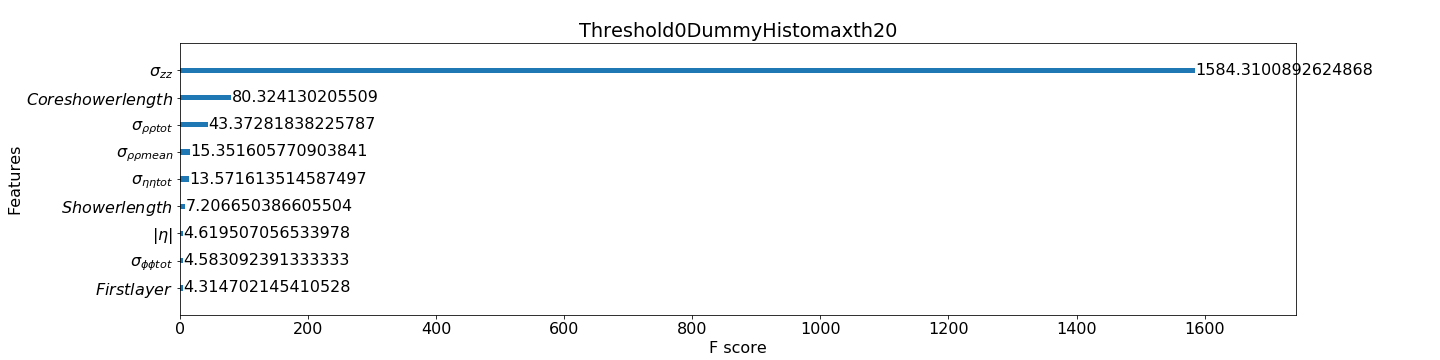 Threshold0DummyHistomaxth20
σzz 1584.3100892624868
Coreshowerlength 80.324130205509
σρρtot 43.37281838225787
σρρmean 15.351605770903841
σηηtot 13.571613514587497
Showerlength 7.206650386605504
|η| 4.619507056533978
σϕϕtot 4.583092391333333
Firstlayer 4.314702145410528
Features
0 200 400 600 800 1000 1200 1400 1600
F score